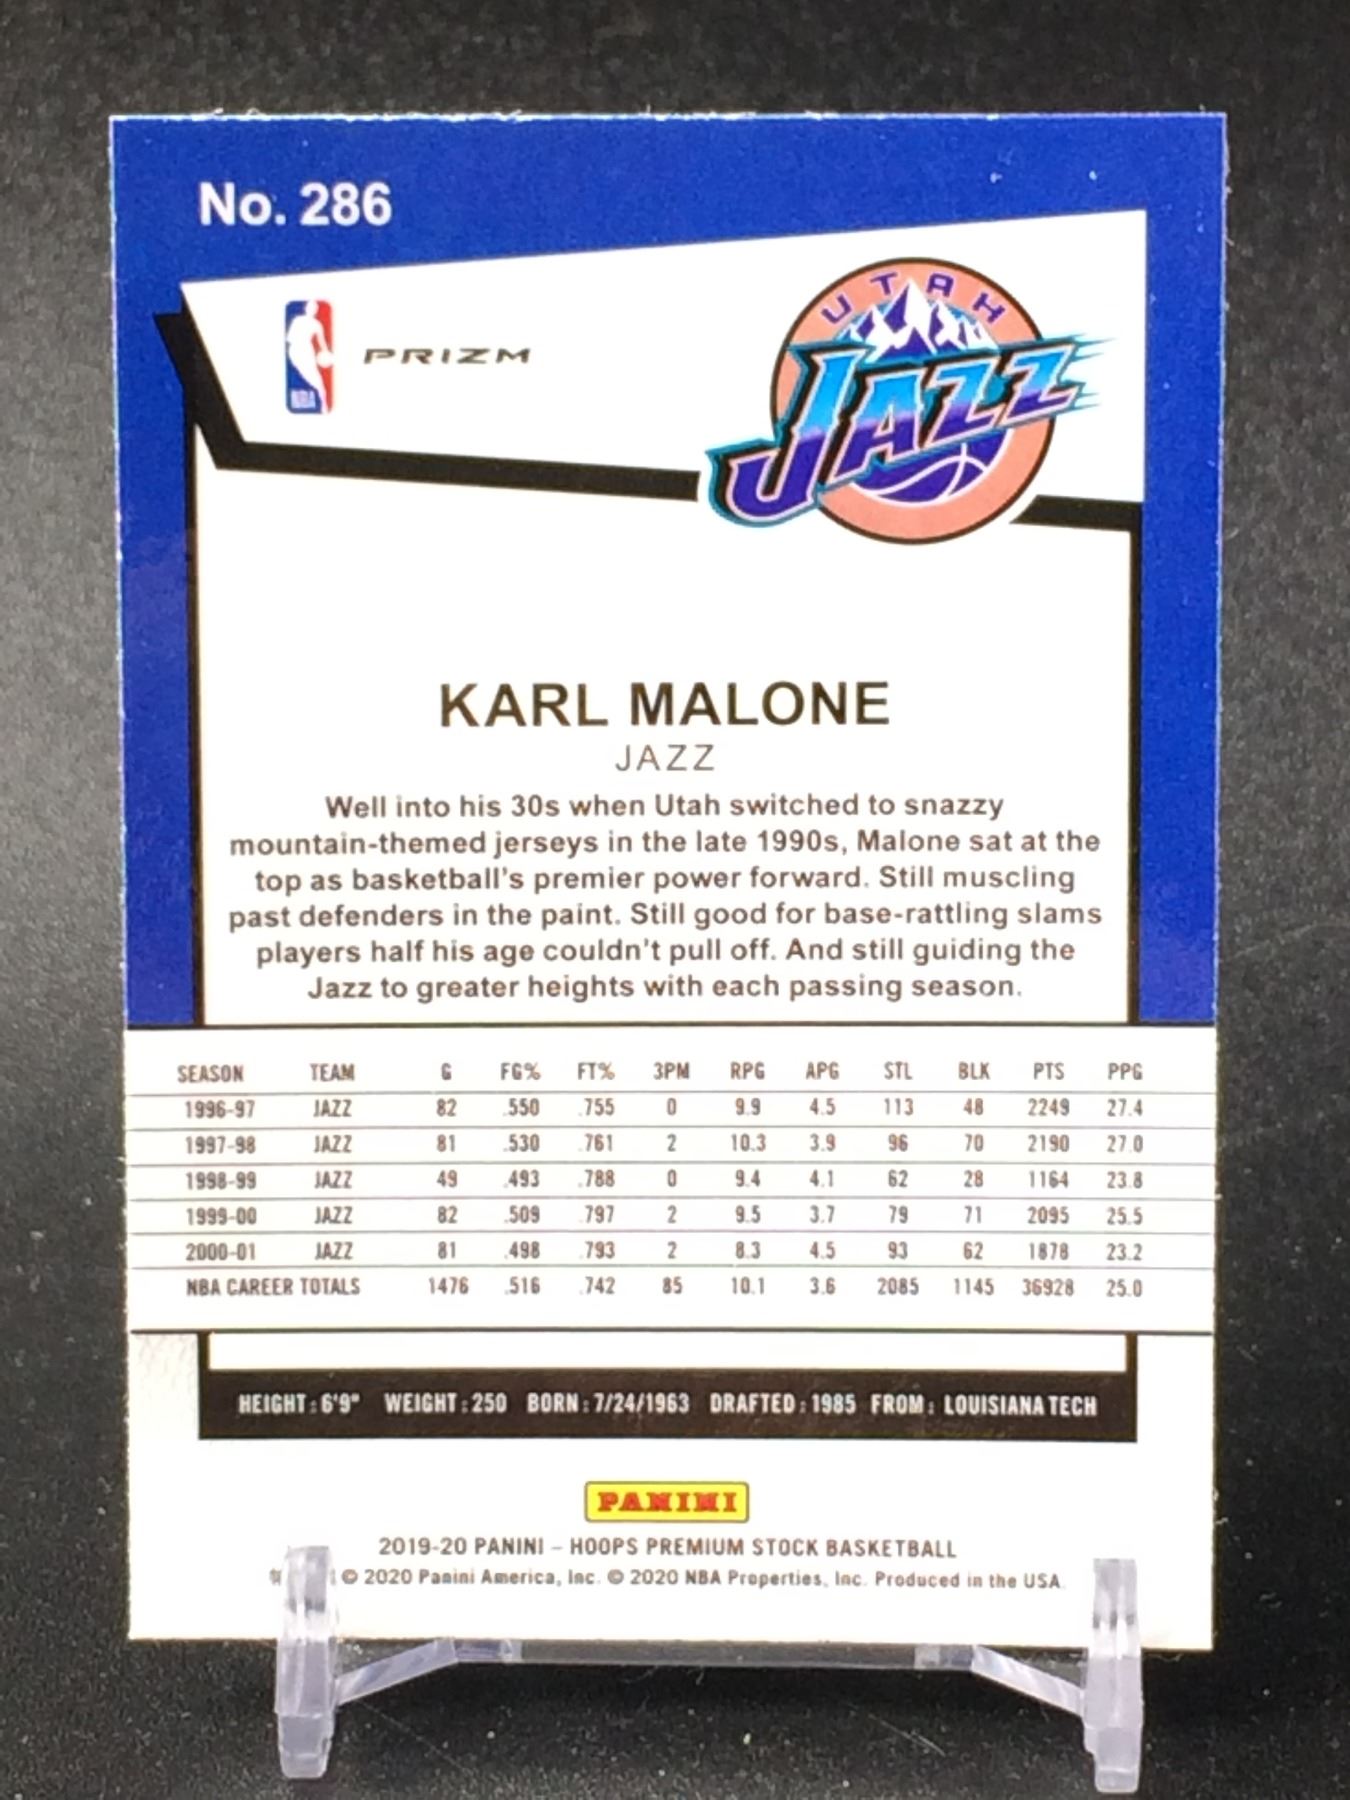 No. 286
UTAH
JAZZ
NBA
PRIZM
KARL MALONE
JAZZ
Well into his 30s when Utah switched to snazzy
mountain-themed jerseys in the late 1990s, Malone sat at the
top as basketball's premier power forward. Still muscling
past defenders in the paint. Still good for base-rattling slams
players half his age couldn't pull off. And still guiding the
Jazz to greater heights with each passing season.
SEASON TEAM G FG% FT% 3PM RPG APG STL BLK PTS PPG
1996-97 JAZZ 82 .550 .755 0 9.9 4.5 113 48 2249 27.4
1997-98 JAZZ 81 .530 .761 2 10.3 3.9 96 70 2190 27.0
1998-99 JAZZ 49 .493 .788 0 9.4 4.1 62 28 1164 23.8
1999-00 JAZZ 82 .509 .797 2 9.5 3.7 79 71 2095 25.5
2000-01 JAZZ 81 .498 .793 2 8.3 4.5 93 62 1878 23.2
NBA CAREER TOTALS 1476 .516 .742 85 10.1 3.6 2085 1145 36928 25.0
HEIGHT: 6'9" WEIGHT: 250 BORN: 7/24/1963 DRAFTED: 1985 FROM: LOUISIANA TECH
PANINI
2019-20 PANINI – HOOPS PREMIUM STOCK BASKETBALL
© 2020 Panini America, Inc. © 2020 NBA Properties, Inc. Produced in the USA.